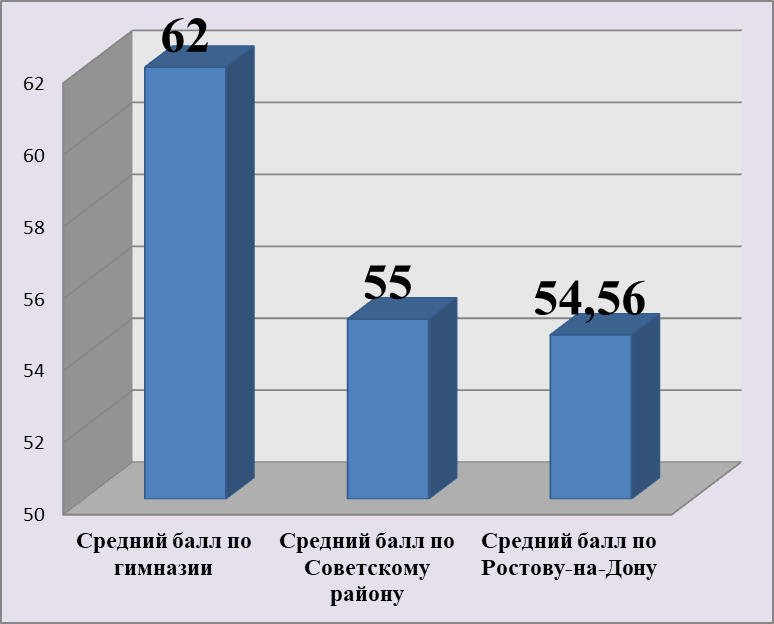 62
55
54,56
62
60
58
56
54
52
50
Средний балл по
гимназии
Средний балл по
Советскому
району
Средний балл по
Ростову-на-Дону